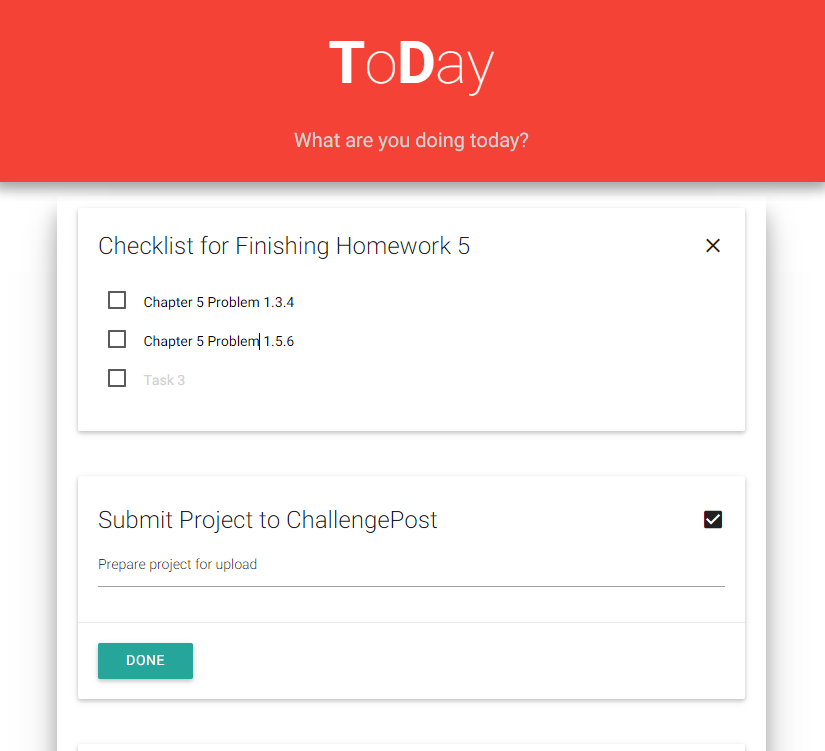 ToDay
What are you doing today?
Checklist for Finishing Homework 5
Chapter 5 Problem 1.3.4
Chapter 5 Problem 1.5.6
Task 3
Submit Project to ChallengePost
Prepare project for upload
DONE